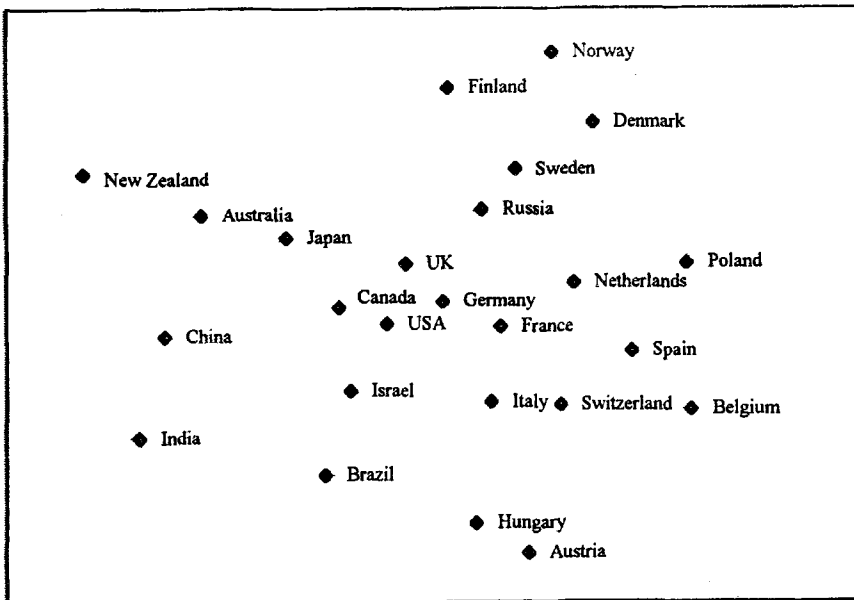 Norway
Finland
Denmark
Sweden
New Zealand
Russia
Australia
Japan
UK
Poland
Netherlands
Canada
Germany
USA
France
China
Spain
Israel
Italy
Switzerland
Belgium
India
Brazil
Hungary
Austria